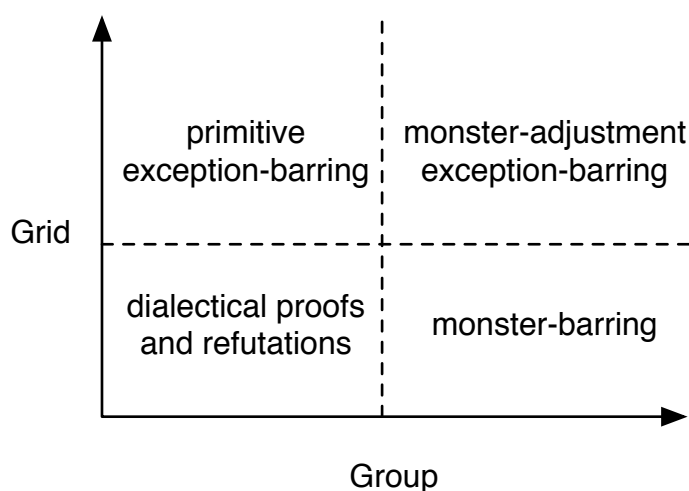 primitive
exception-barring
monster-adjustment
exception-barring
Grid
dialectical proofs
and refutations
monster-barring
Group